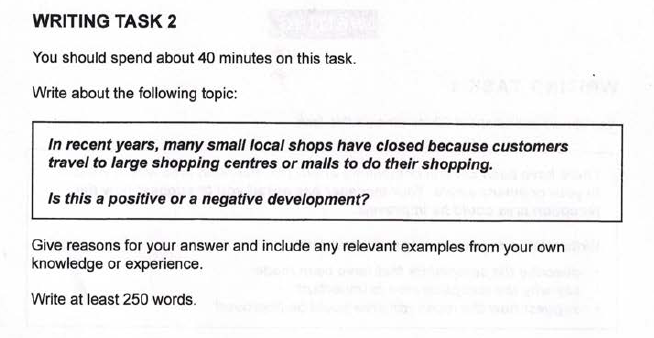 WRITING TASK 2
You should spend about 40 minutes on this task.
Write about the following topic:
In recent years, many small local shops have closed because customers
travel to large shopping centres or malls to do their shopping.
Is this a positive or a negative development?
Give reasons for your answer and include any relevant examples from your own
knowledge or experience.
Write at least 250 words.